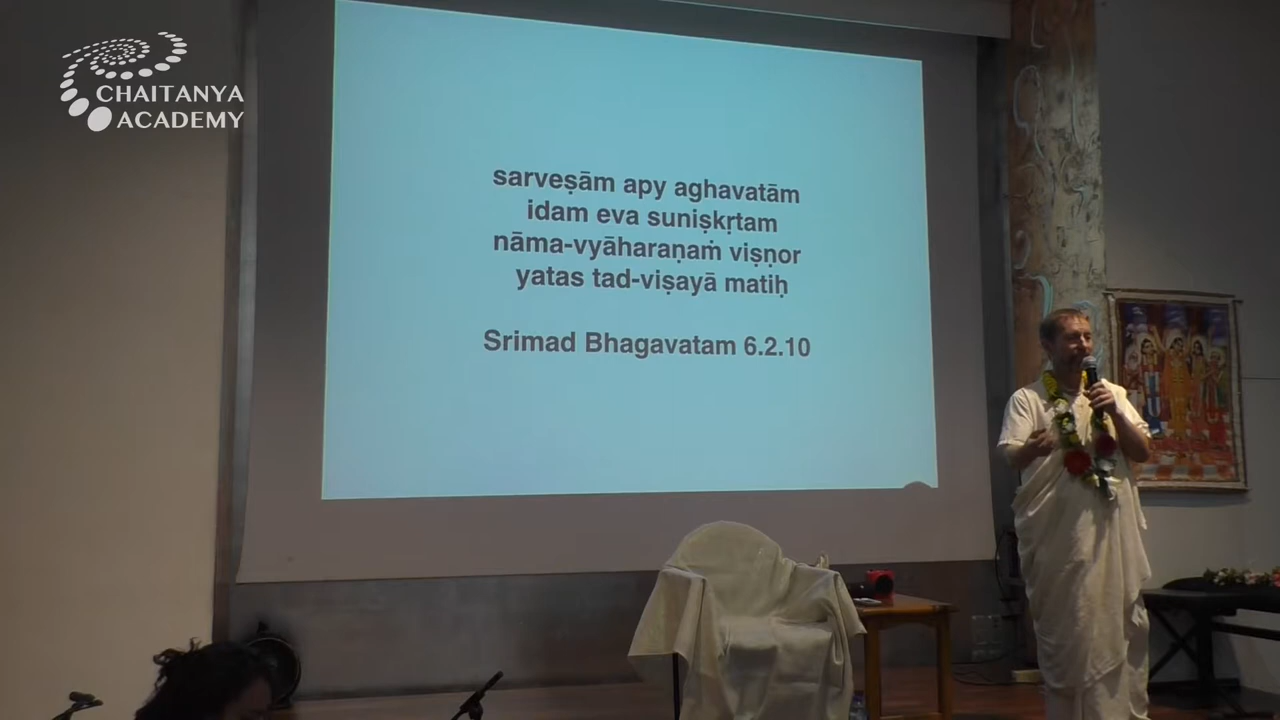 CHAITANYA
ACADEMY
sarveṣām apy aghavatām
idam eva suniṣkṛtam
nāma-vyāharaṇaṁ viṣṇor
yatas tad-viṣayā matiḥ
Srimad Bhagavatam 6.2.10